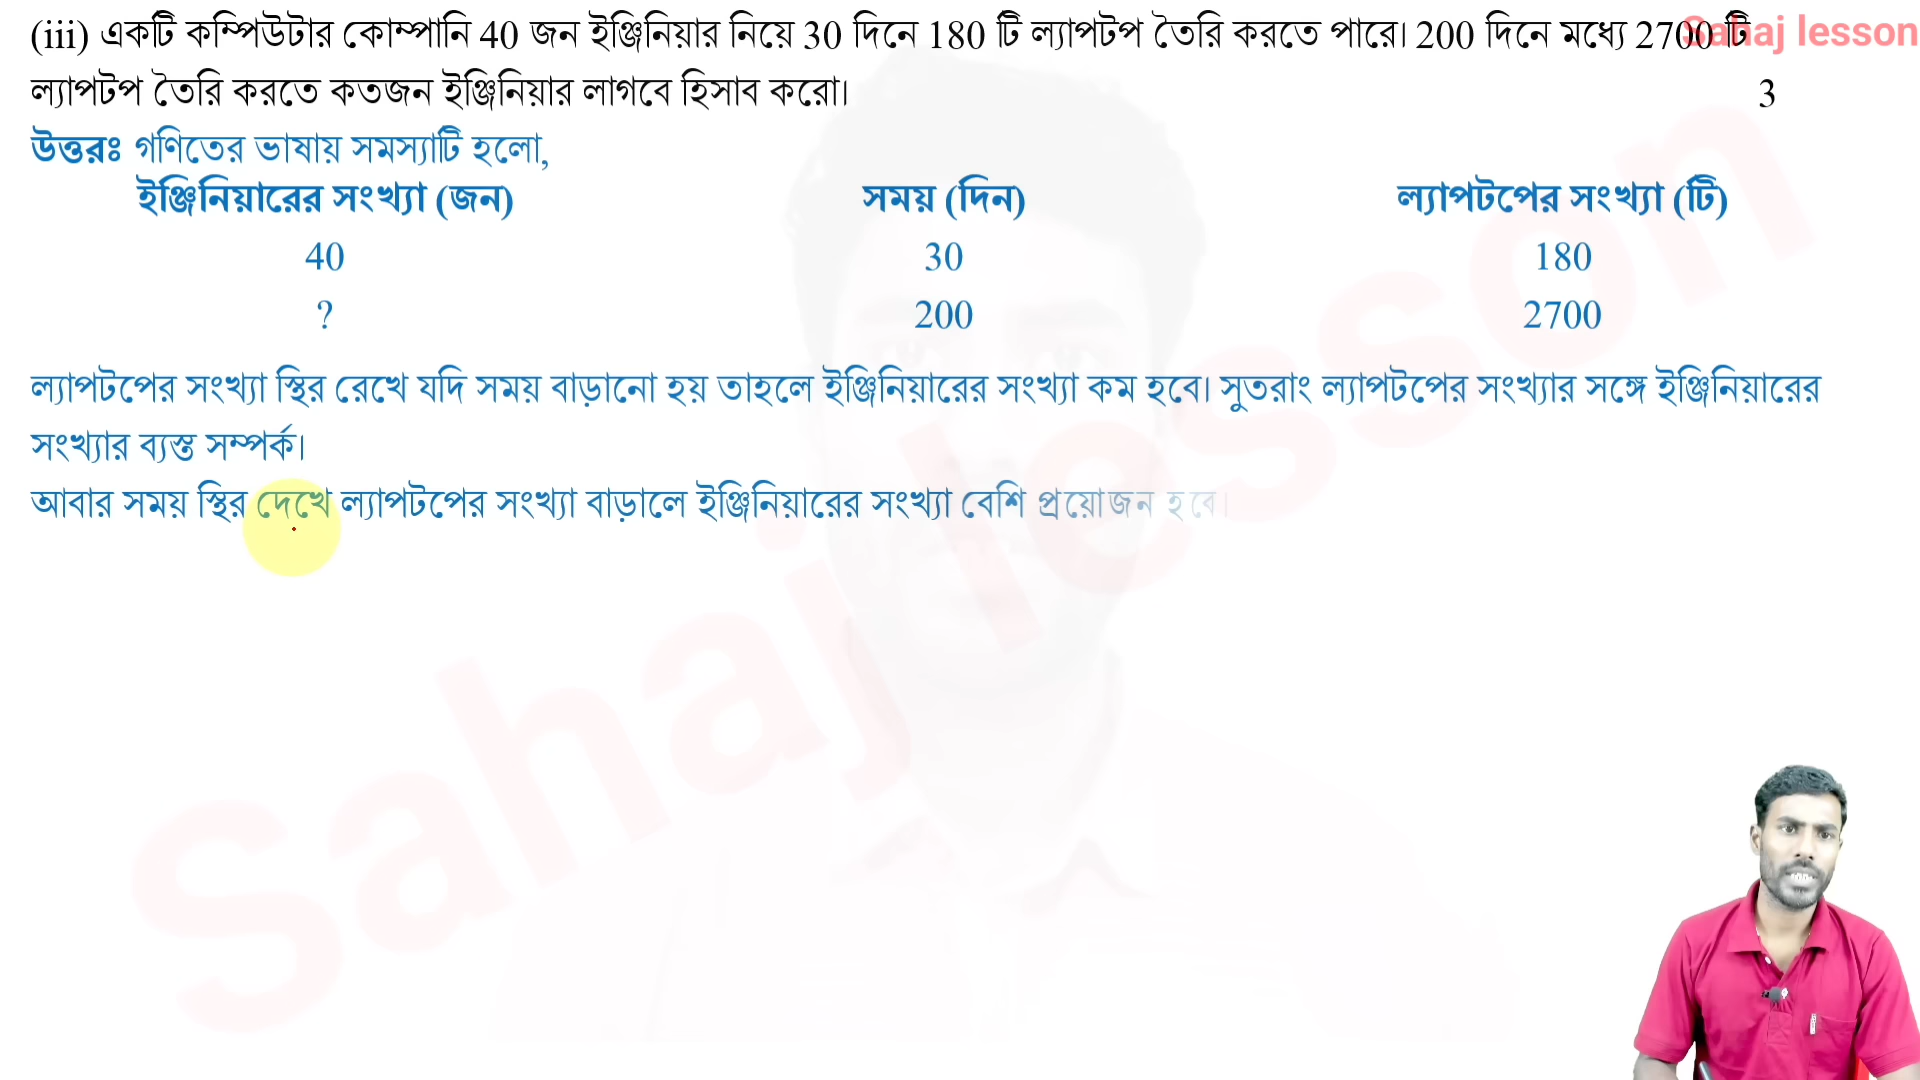 (iii) একটি কম্পিউটার কোম্পানি 40 জন ইঞ্জিনিয়ার নিয়ে 30 দিনে 180 টি ল্যাপটপ তৈরি করতে পারে। 200 দিনে মধ্যে 2700 টি
Sahaj lesson
ল্যাপটপ তৈরি করতে কতজন ইঞ্জিনিয়ার লাগবে হিসাব করো। 3
উত্তরঃ গণিতের ভাষায় সমস্যাটি হলো,
ইঞ্জিনিয়ারের সংখ্যা (জন) সময় (দিন) ল্যাপটপের সংখ্যা (টি)
40 30 180
? 200 2700
ল্যাপটপের সংখ্যা স্থির রেখে যদি সময় বাড়ানো হয় তাহলে ইঞ্জিনিয়ারের সংখ্যা কম হবে। সুতরাং ল্যাপটপের সংখ্যার সঙ্গে ইঞ্জিনিয়ারের
সংখ্যার ব্যস্ত সম্পর্ক।
আবার সময় স্থির দেখে ল্যাপটপের সংখ্যা বাড়ালে ইঞ্জিনিয়ারের সংখ্যা বেশি প্রয়োজন হবে।
Sahaj lesson